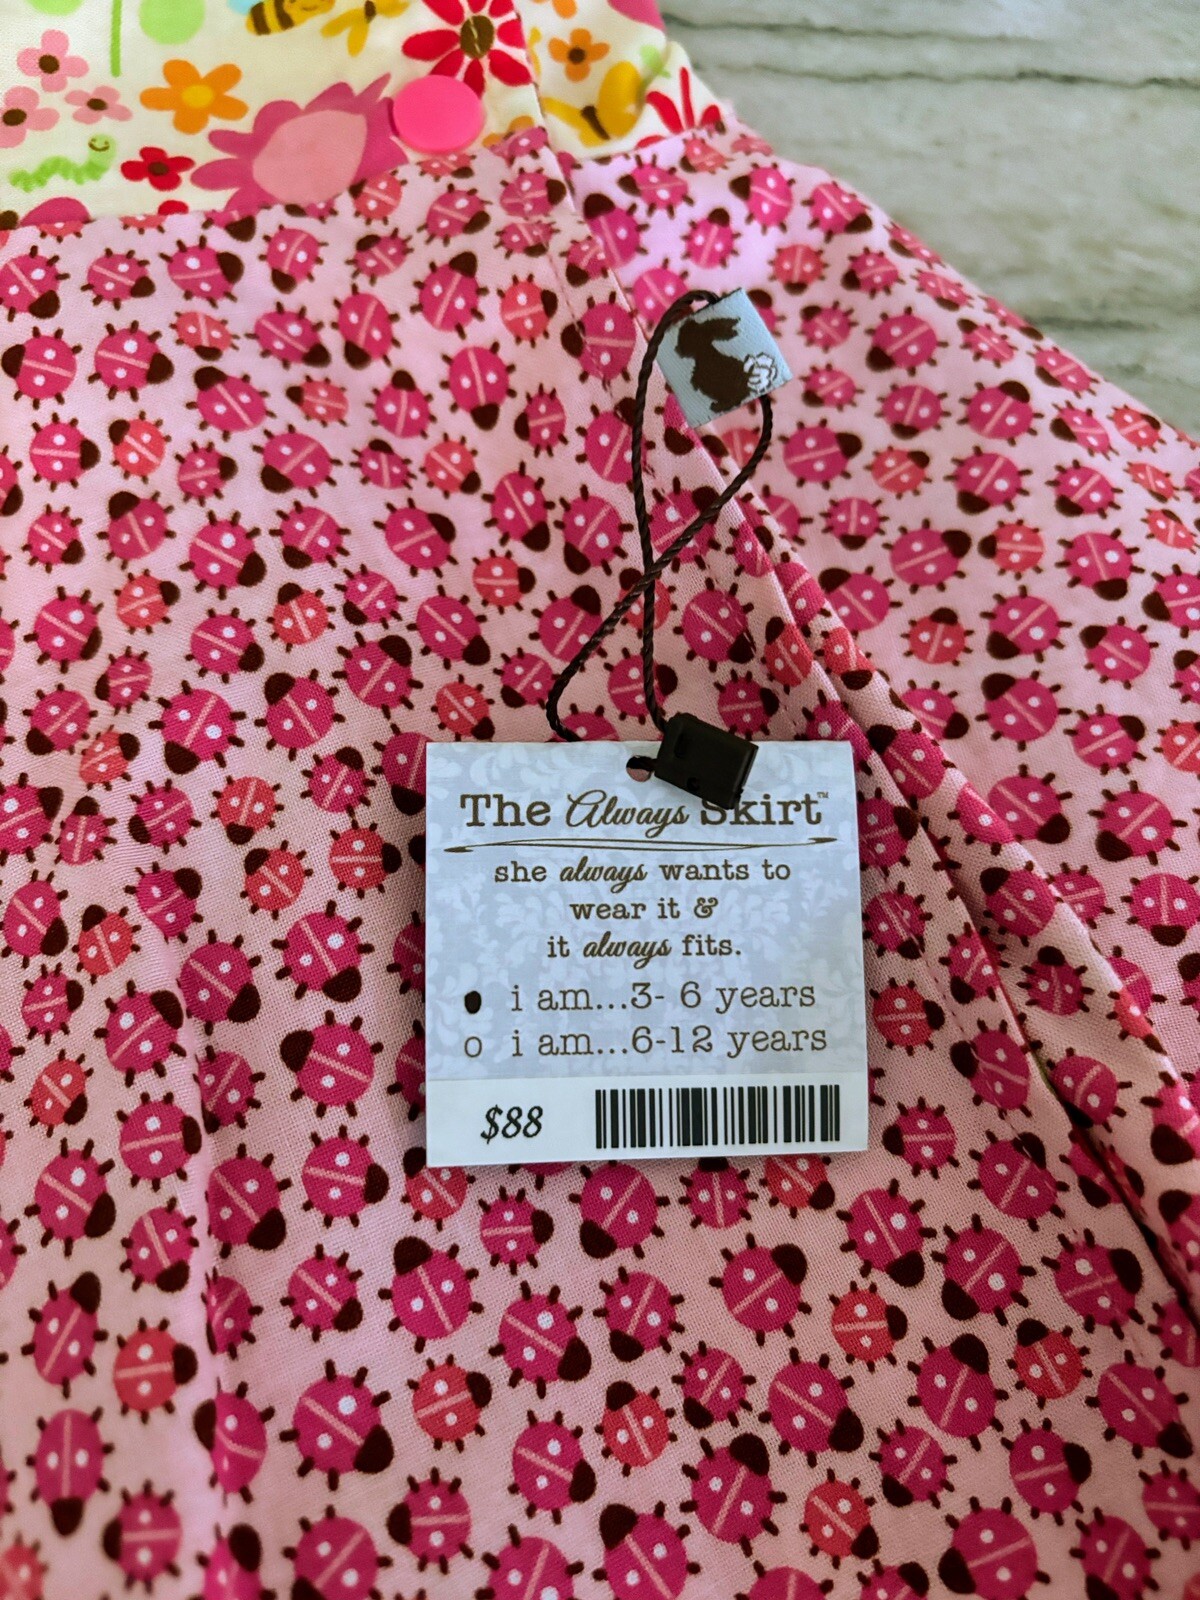 The Always Skirt™
she always wants to
wear it &
it always fits.
● i am...3- 6 years
o i am...6-12 years
$88